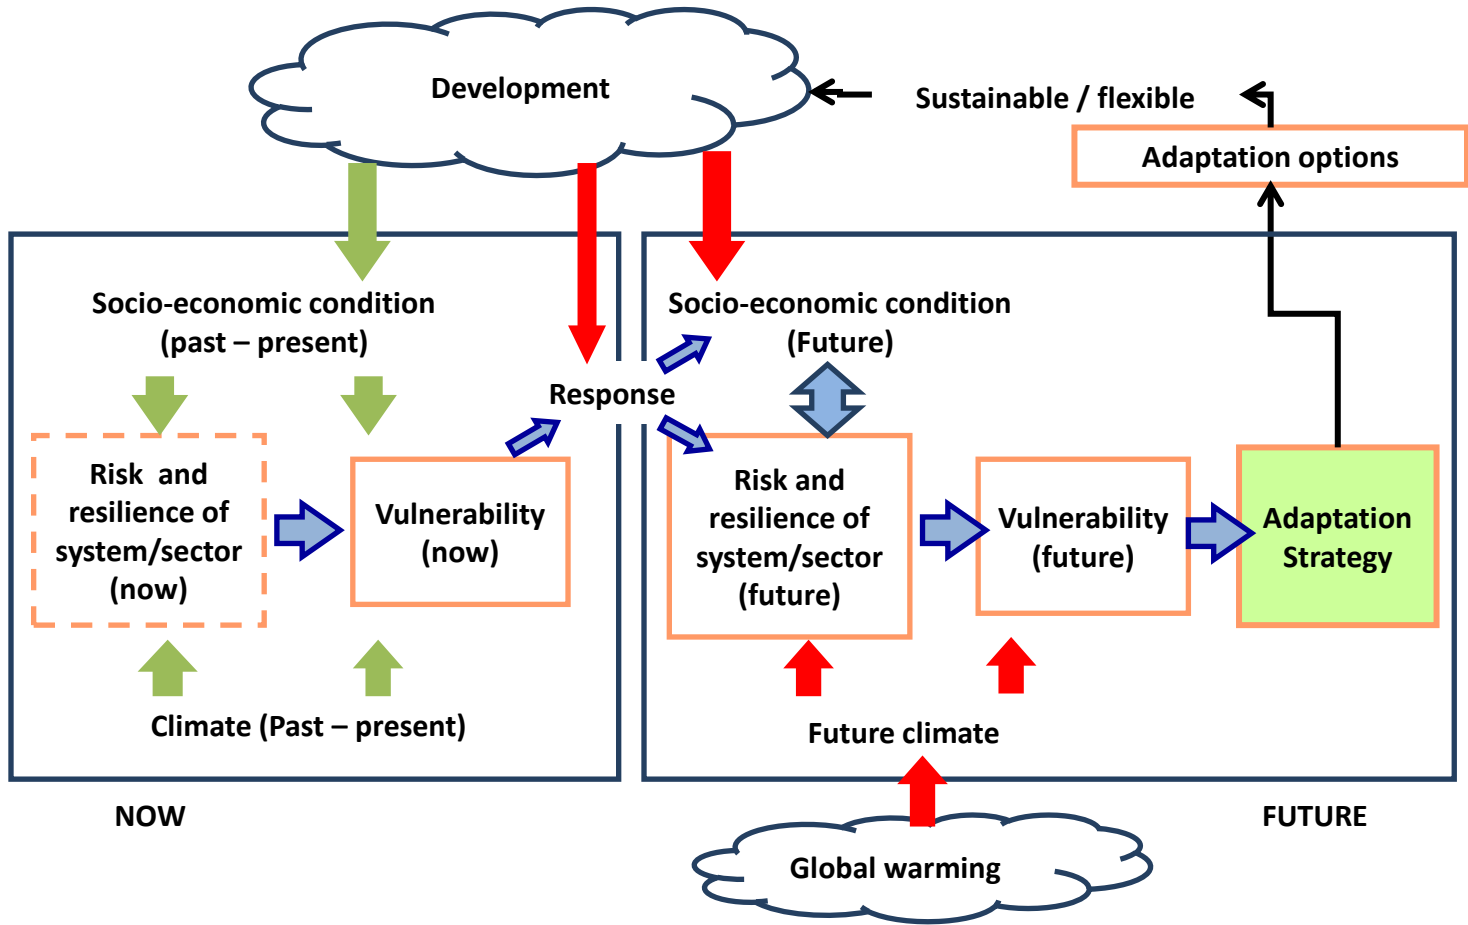 Development
Sustainable / flexible
Adaptation options
Socio-economic condition
(past – present)
Socio-economic condition
(Future)
Response
Risk and
resilience of
system/sector
(now)
Vulnerability
(now)
Risk and
resilience of
system/sector
(future)
Vulnerability
(future)
Adaptation
Strategy
Climate (Past – present)
Future climate
NOW
FUTURE
Global warming